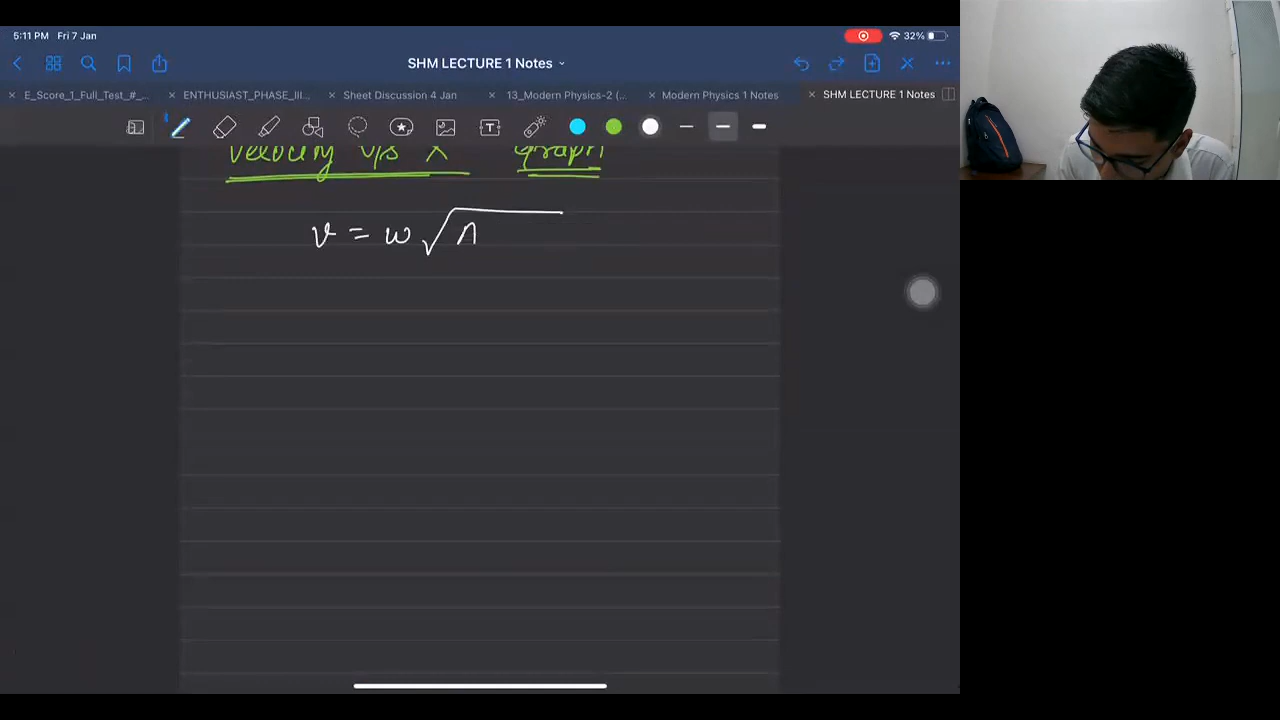 5:11 PM Fri 7 Jan
32%
SHM LECTURE 1 Notes
E_Score_1_Full_Test_#_...
ENTHUSIAST_PHASE_III...
Sheet Discussion 4 Jan
13_Modern Physics-2 (...
Modern Physics 1 Notes
SHM LECTURE 1 Notes
Velocity v/s X graph
v = ω√